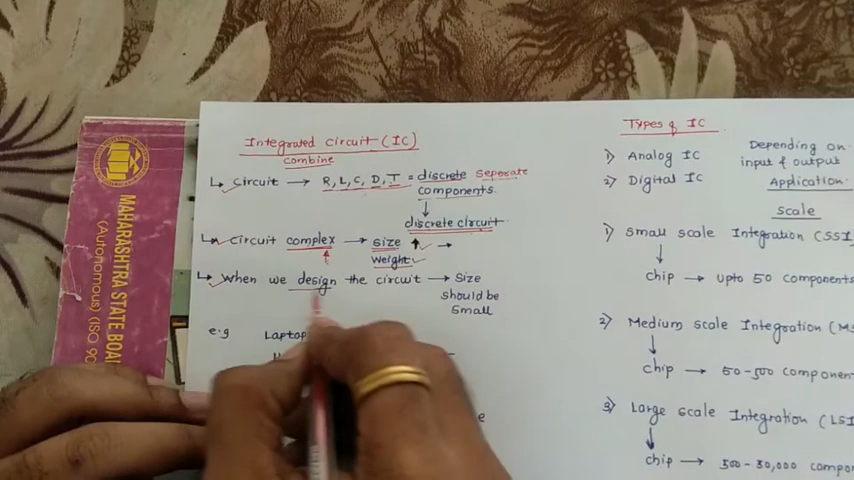 Integrated circuit (IC)
combine
circuit → R, L, C, D, T = discrete seperate
components
discrete circuit
circuit complex → size ↑ →
weight
when we design the circuit → size
should be
small
e.g Laptop
MAHARASHTRA STATE BOARD
(Autonomous) (ISO 90
Types of IC
1) Analog IC
2) Digital IC
Depending on
input & output
Application
scale
1) Small scale Integration (SSI
chip → upto 50 components
2) Medium scale Integration (MS
chip → 50-500 componen
3) Large scale Integration (LSI
chip → 500-30,000 compo